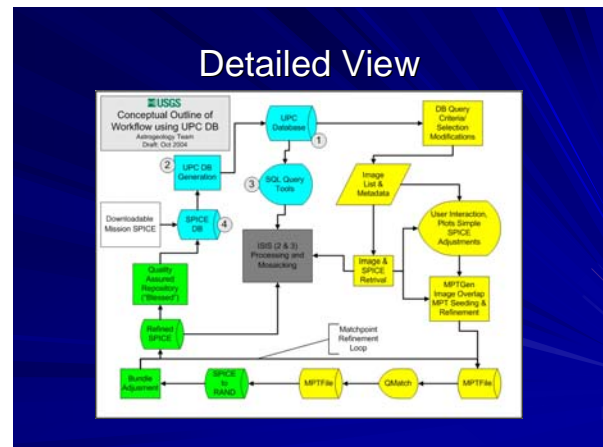 Detailed View
USGS
Conceptual Outline of
Workflow using UPC DB
Astrogeology Team
Draft: Oct 2004
UPC
Database
1
DB Query
Criteria/
Selection
Modifications
2
UPC DB
Generation
3
SQL Query
Tools
Image
List &
Metadata
Downloadable
Mission SPICE
SPICE
DB
4
User Interaction,
Plots Simple
SPICE
Adjustments
ISIS (2 & 3)
Processing and
Mosaicking
Image &
SPICE
Retrival
Quality
Assured
Repository
("Blessed")
MPTGen
Image Overlap
MPT Seeding &
Refinement
Refined
SPICE
Matchpoint
Refinement
Loop
Bundle
Adjustment
SPICE
to
RAND
MPTFile
QMatch
MPTFile